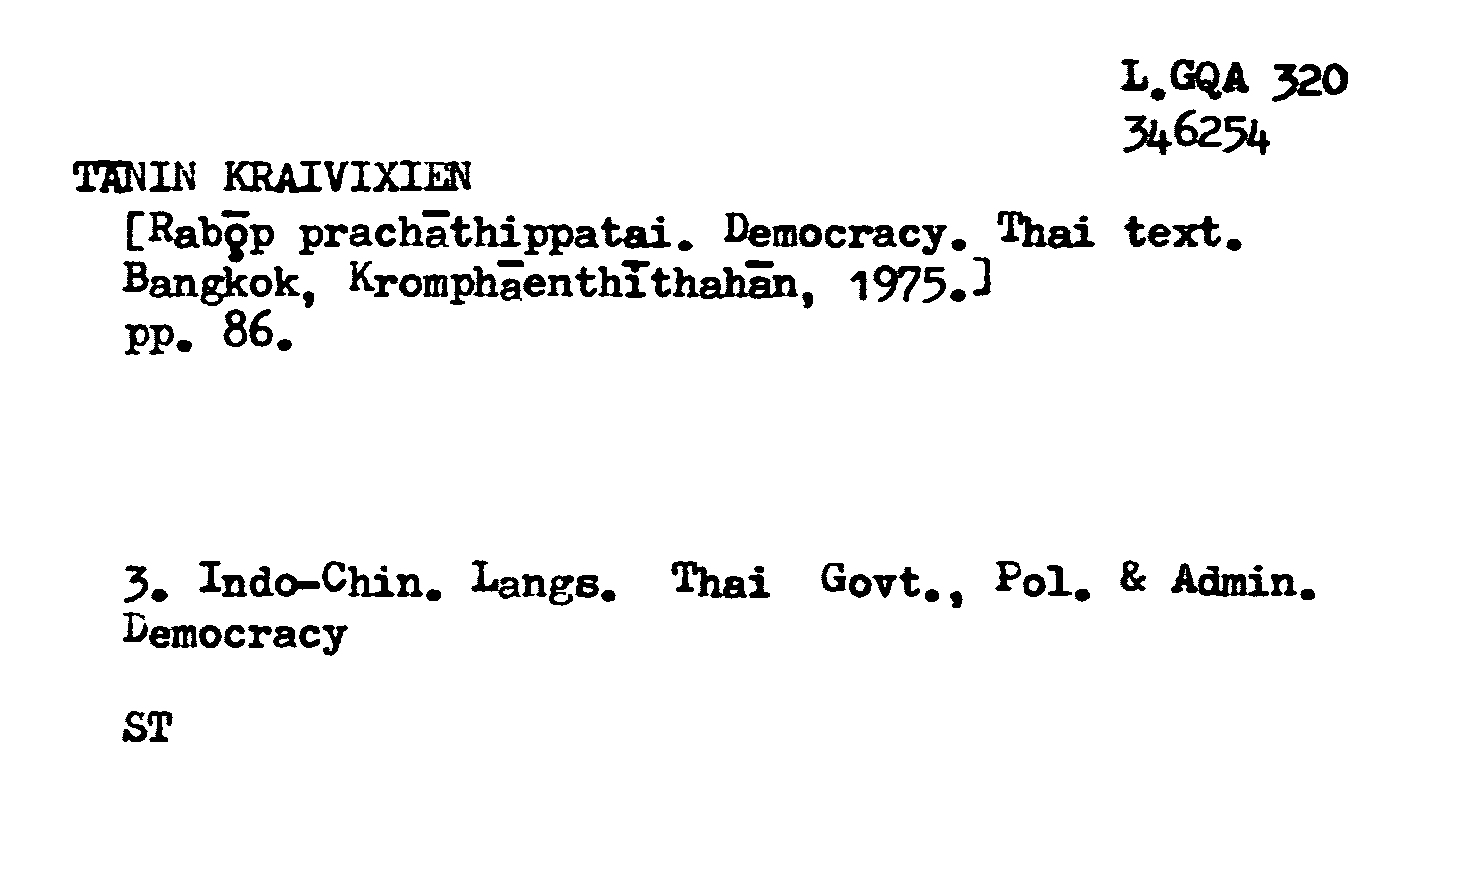 L.GQA 320
346254
TĀNIN KRAIVIXIEN
[Rabǭp prachāthippatai. Democracy. Thai text.
Bangkok, Kromphāenthīthahān, 1975.]
pp. 86.
3. Indo-Chin. Langs. Thai Govt., Pol. & Admin.
Democracy
ST